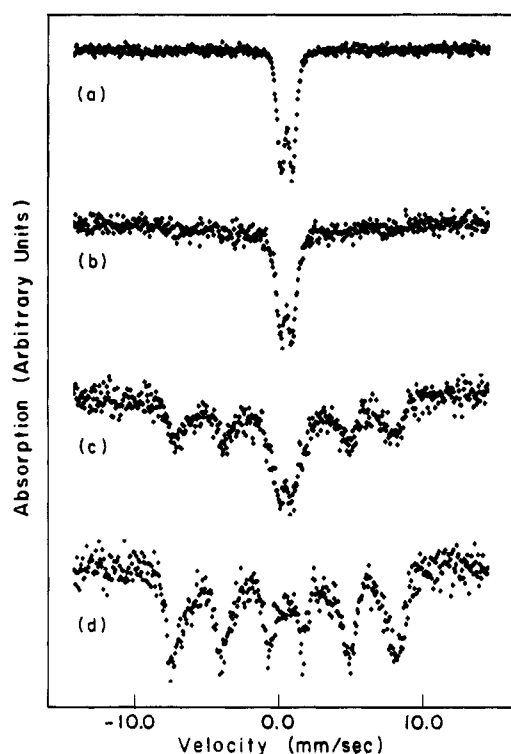 (a)
(b)
(c)
(d)
Absorption (Arbitrary Units)
-10.0 0.0 10.0
Velocity (mm/sec)